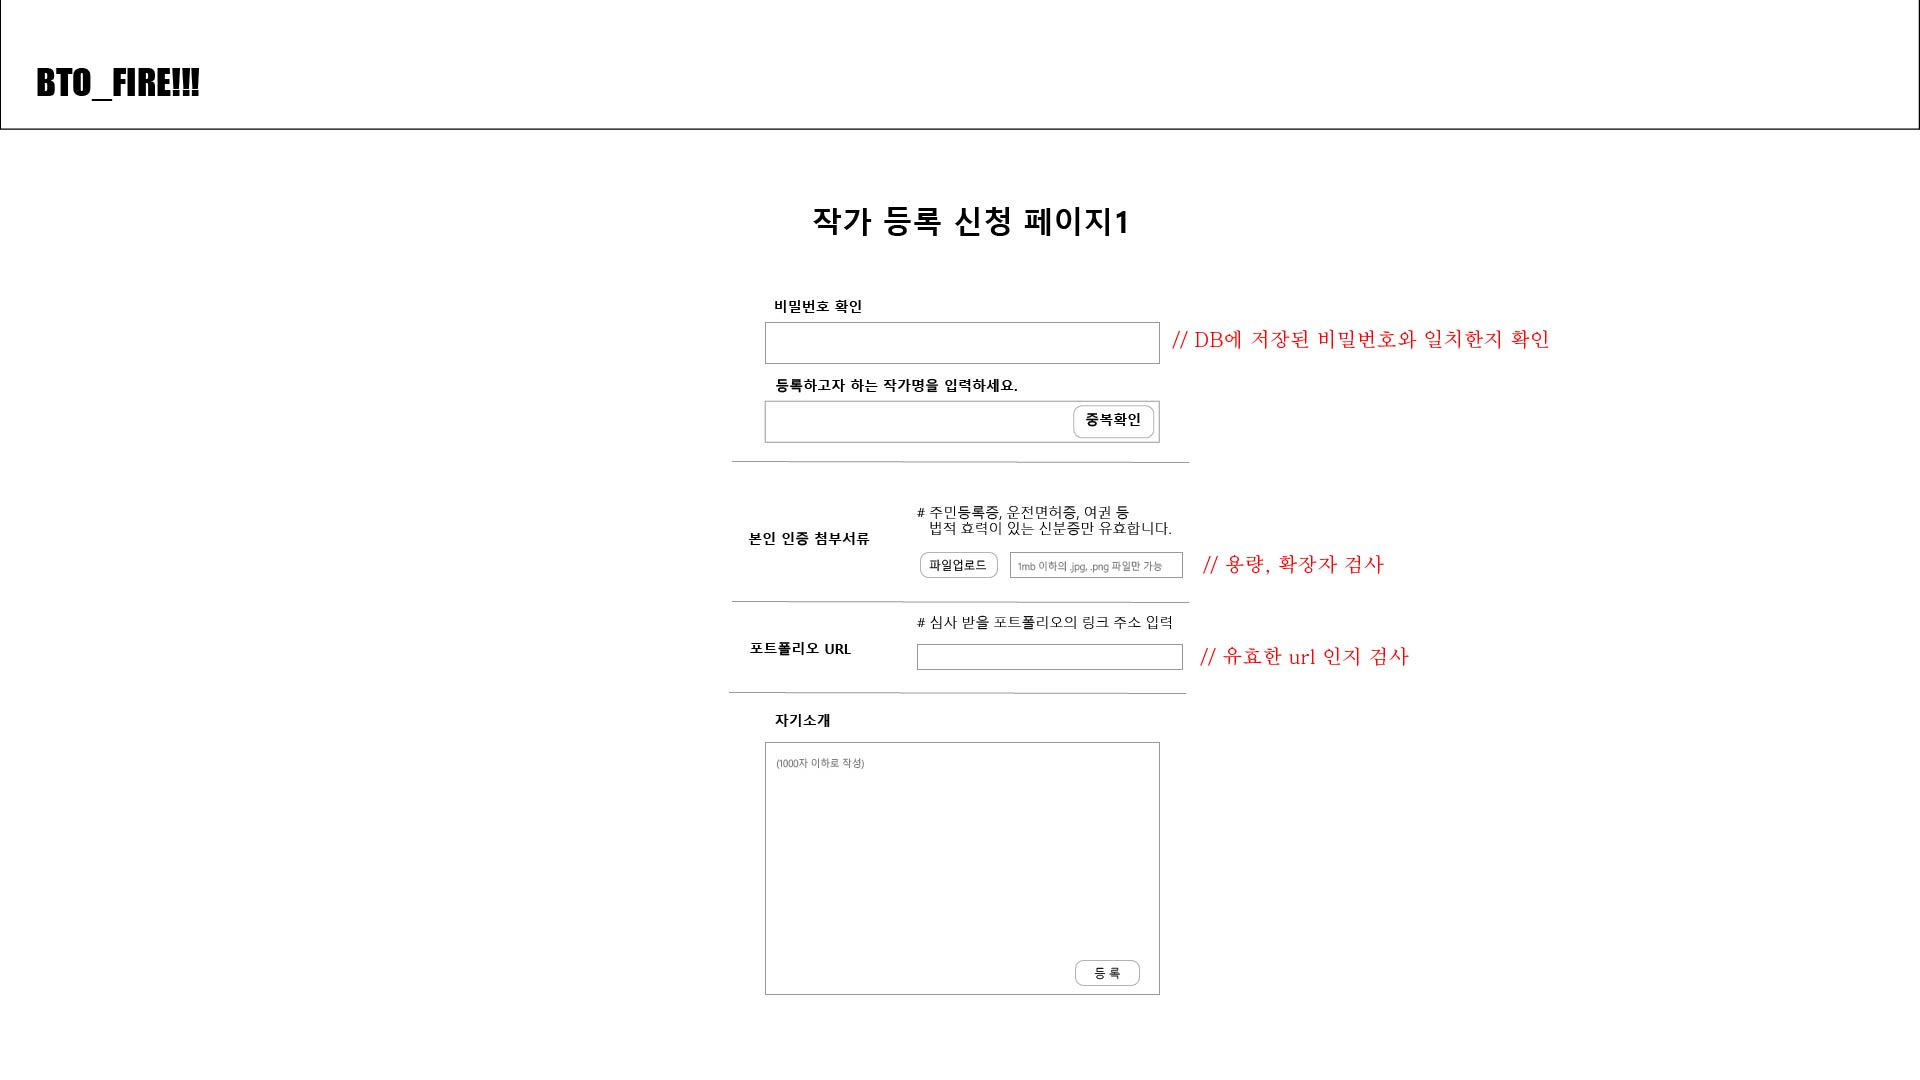 BTO_FIRE!!!
작가 등록 신청 페이지1
비밀번호 확인
// DB에 저장된 비밀번호와 일치한지 확인
등록하고자 하는 작가명을 입력하세요.
중복확인
# 주민등록증, 운전면허증, 여권 등
법적 효력이 있는 신분증만 유효합니다.
본인 인증 첨부서류
파일업로드
1mb 이하의 .jpg, .png 파일만 가능
// 용량, 확장자 검사
# 심사 받을 포트폴리오의 링크 주소 입력
포트폴리오 URL
// 유효한 url 인지 검사
자기소개
(1000자 이하로 작성)
등 록